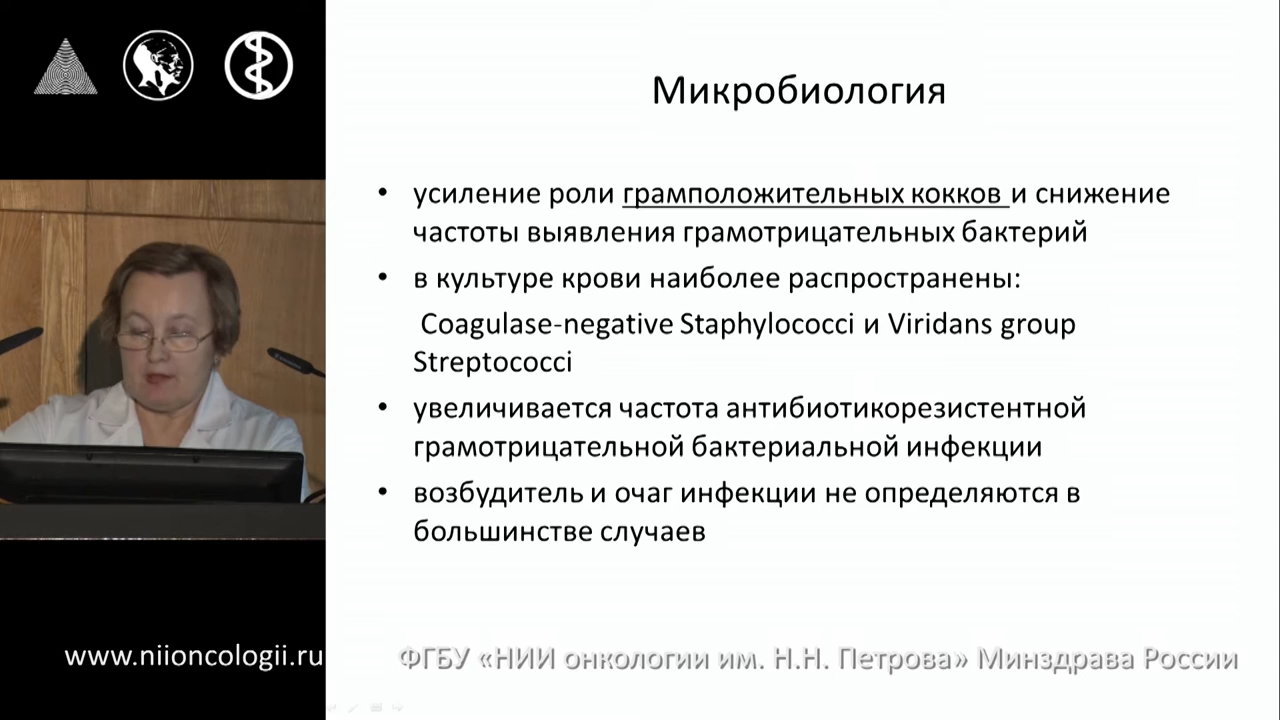 Микробиология
• усиление роли грамположительных кокков и снижение
частоты выявления грамотрицательных бактерий
• в культуре крови наиболее распространены:
Coagulase-negative Staphylococci и Viridans group
Streptococci
• увеличивается частота антибиотикорезистентной
грамотрицательной бактериальной инфекции
• возбудитель и очаг инфекции не определяются в
большинстве случаев
www.niioncologii.ru
ФГБУ «НИИ онкологии им. Н.Н. Петрова» Минздрава России